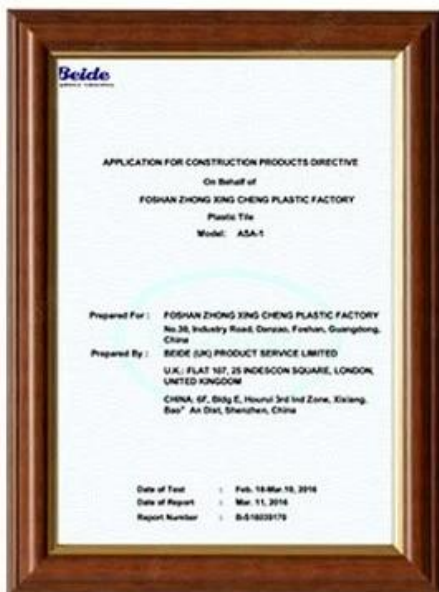 Beide
APPLICATION FOR CONSTRUCTION PRODUCTS DIRECTIVE
On Behalf of
FOSHAN ZHONG XING CHENG PLASTIC FACTORY
Plastic Tile
Model: ASA-1
Prepared For : FOSHAN ZHONG XING CHENG PLASTIC FACTORY
No.30, Industry Road, Danzao, Foshan, Guangdong,
China
Prepared By : BEIDE (UK) PRODUCT SERVICE LIMITED
U.K.: FLAT 107, 25 INDESCON SQUARE, LONDON,
UNITED KINGDOM
CHINA: 6F, Bldg E, Hourui 3rd Ind Zone, Xixiang,
Bao" An Dist, Shenzhen, China
Date of Test : Feb. 18-Mar.10, 2016
Date of Report : Mar. 11, 2016
Report Number :